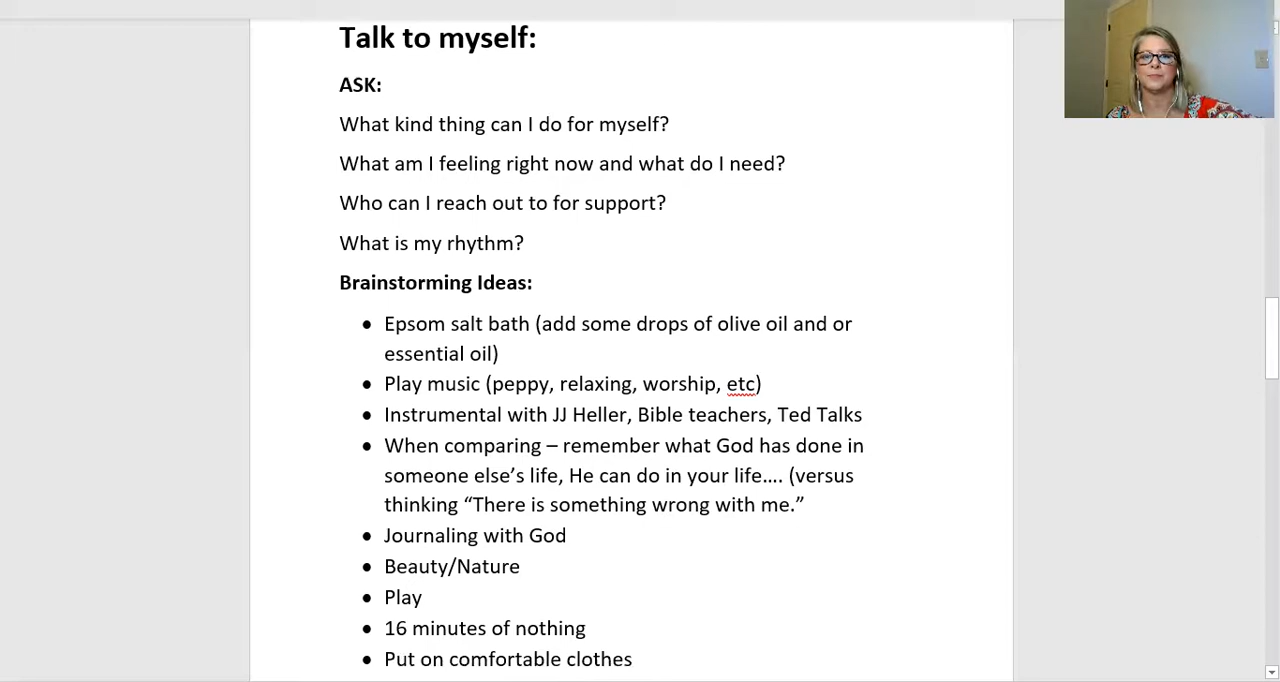 Talk to myself:
ASK:
What kind thing can I do for myself?
What am I feeling right now and what do I need?
Who can I reach out to for support?
What is my rhythm?
Brainstorming Ideas:
• Epsom salt bath (add some drops of olive oil and or
essential oil)
• Play music (peppy, relaxing, worship, etc)
• Instrumental with JJ Heller, Bible teachers, Ted Talks
• When comparing – remember what God has done in
someone else’s life, He can do in your life…. (versus
thinking “There is something wrong with me.”
• Journaling with God
• Beauty/Nature
• Play
• 16 minutes of nothing
• Put on comfortable clothes